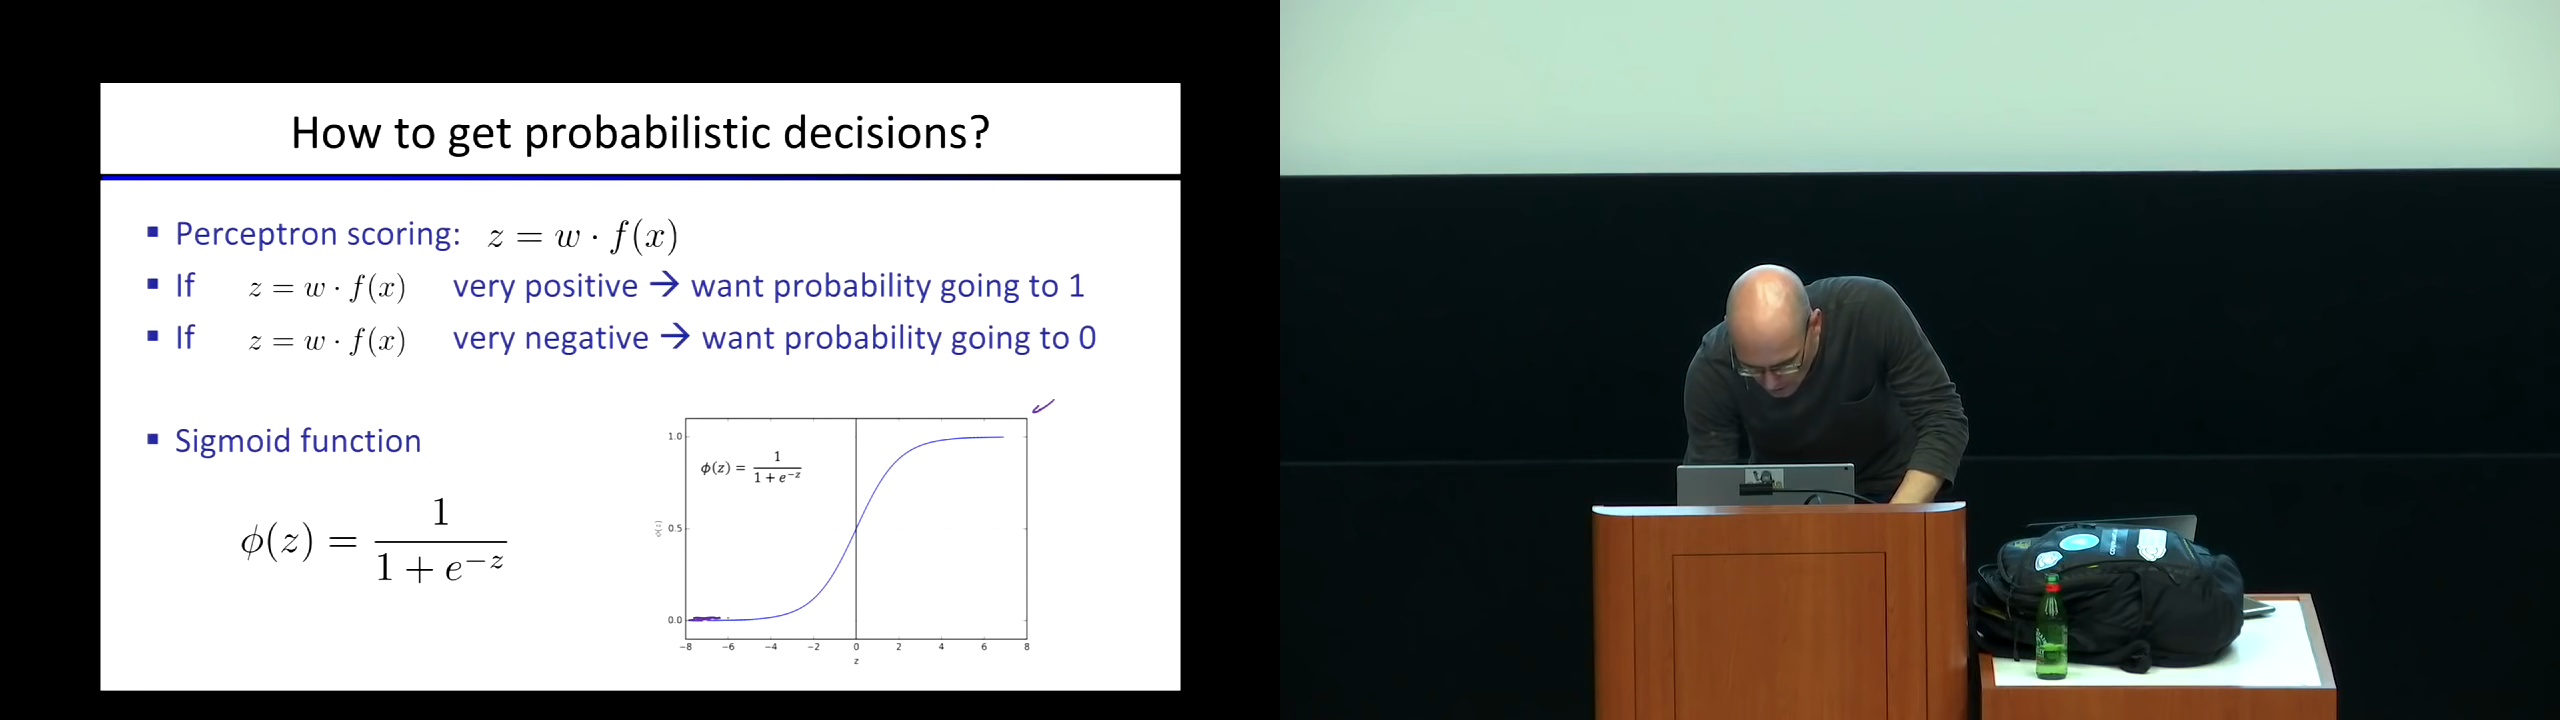 How to get probabilistic decisions?
▪ Perceptron scoring: z = w · f(x)
▪ If z = w · f(x) very positive → want probability going to 1
▪ If z = w · f(x) very negative → want probability going to 0
▪ Sigmoid function
ϕ(z) = 1 / (1 + e^{−z})
ϕ(z) = 1 / (1 + e^{−z})
1.0
0.5
0.0
ϕ(z)
−8 −6 −4 −2 0 2 4 6 8
z